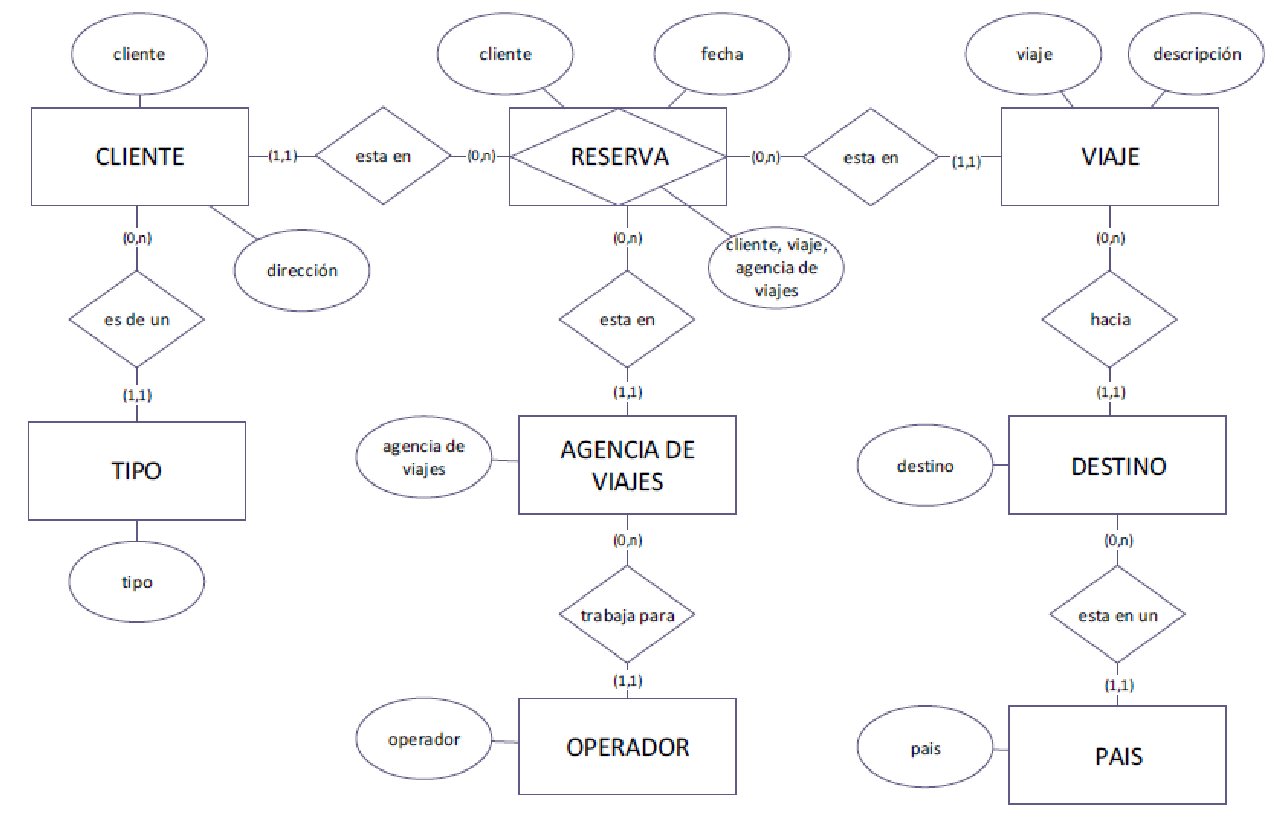 cliente
cliente
fecha
viaje
descripción
CLIENTE
(1,1)
esta en
(0,n)
RESERVA
(0,n)
esta en
(1,1)
VIAJE
(0,n)
(0,n)
(0,n)
dirección
cliente, viaje,
agencia de
viajes
es de un
esta en
hacia
(1,1)
(1,1)
(1,1)
TIPO
agencia de
viajes
AGENCIA DE
VIAJES
destino
DESTINO
(0,n)
(0,n)
tipo
trabaja para
esta en un
(1,1)
(1,1)
operador
OPERADOR
pais
PAIS